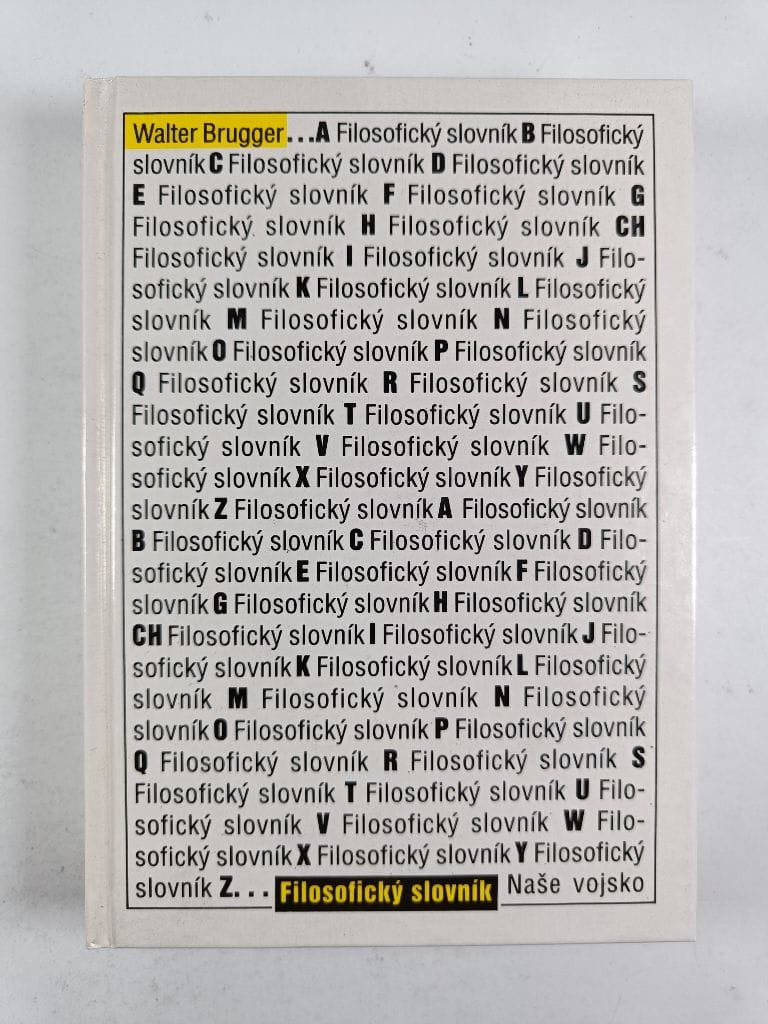 Walter Brugger...A Filosofický slovník B Filosofický
slovník C Filosofický slovník D Filosofický slovník
E Filosofický slovník F Filosofický slovník G
Filosofický slovník H Filosofický slovník CH
Filosofický slovník I Filosofický slovník J Filo-
sofický slovník K Filosofický slovník L Filosofický
slovník M Filosofický slovník N Filosofický
slovník O Filosofický slovník P Filosofický slovník
Q Filosofický slovník R Filosofický slovník S
Filosofický slovník T Filosofický slovník U Filo-
sofický slovník V Filosofický slovník W Filo-
sofický slovník X Filosofický slovník Y Filosofický
slovník Z Filosofický slovník A Filosofický slovník
B Filosofický slovník C Filosofický slovník D Filo-
sofický slovník E Filosofický slovník F Filosofický
slovník G Filosofický slovník H Filosofický slovník
CH Filosofický slovník I Filosofický slovník J Filo-
sofický slovník K Filosofický slovník L Filosofický
slovník M Filosofický slovník N Filosofický
slovník O Filosofický slovník P Filosofický slovník
Q Filosofický slovník R Filosofický slovník S
Filosofický slovník T Filosofický slovník U Filo-
sofický slovník V Filosofický slovník W Filo-
sofický slovník X Filosofický slovník Y Filosofický
slovník Z... Filosofický slovník Naše vojsko